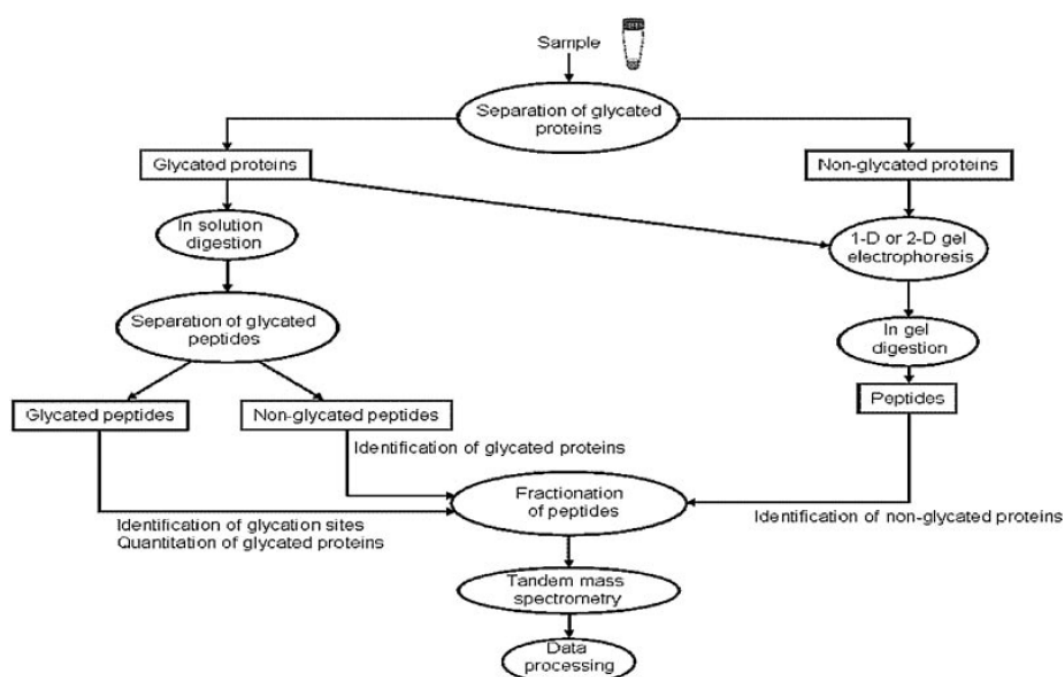 Sample
Separation of glycated
proteins
Glycated proteins
Non-glycated proteins
In solution
digestion
1-D or 2-D gel
electrophoresis
Separation of glycated
peptides
In gel
digestion
Glycated peptides
Non-glycated peptides
Peptides
Identification of glycated proteins
Fractionation
of peptides
Identification of glycation sites
Quantitation of glycated proteins
Identification of non-glycated proteins
Tandem mass
spectrometry
Data
processing